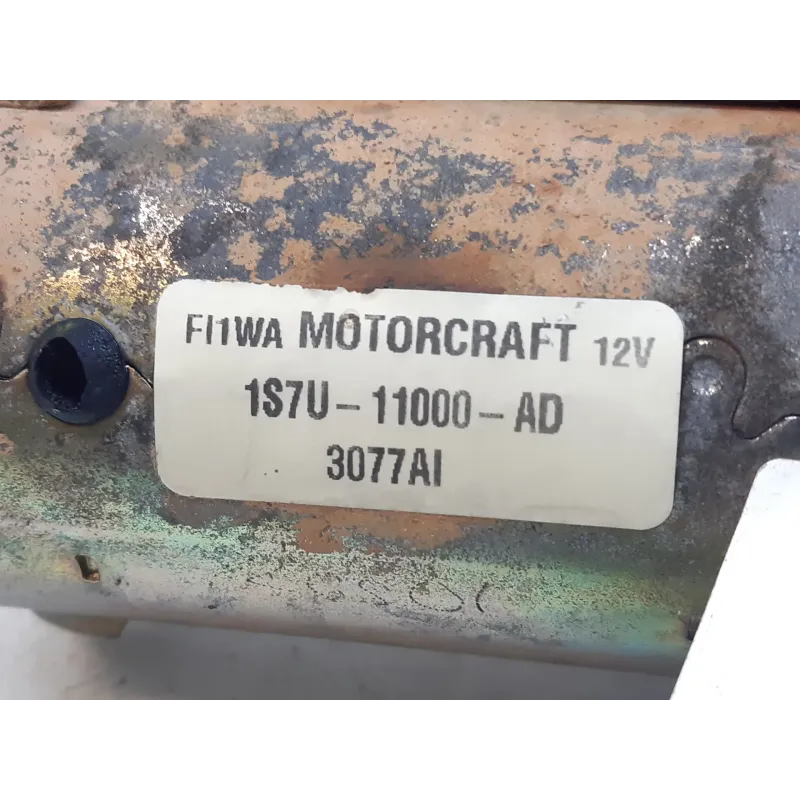 FI1WA MOTORCRAFT 12V
1S7U-11000-AD
3077AI